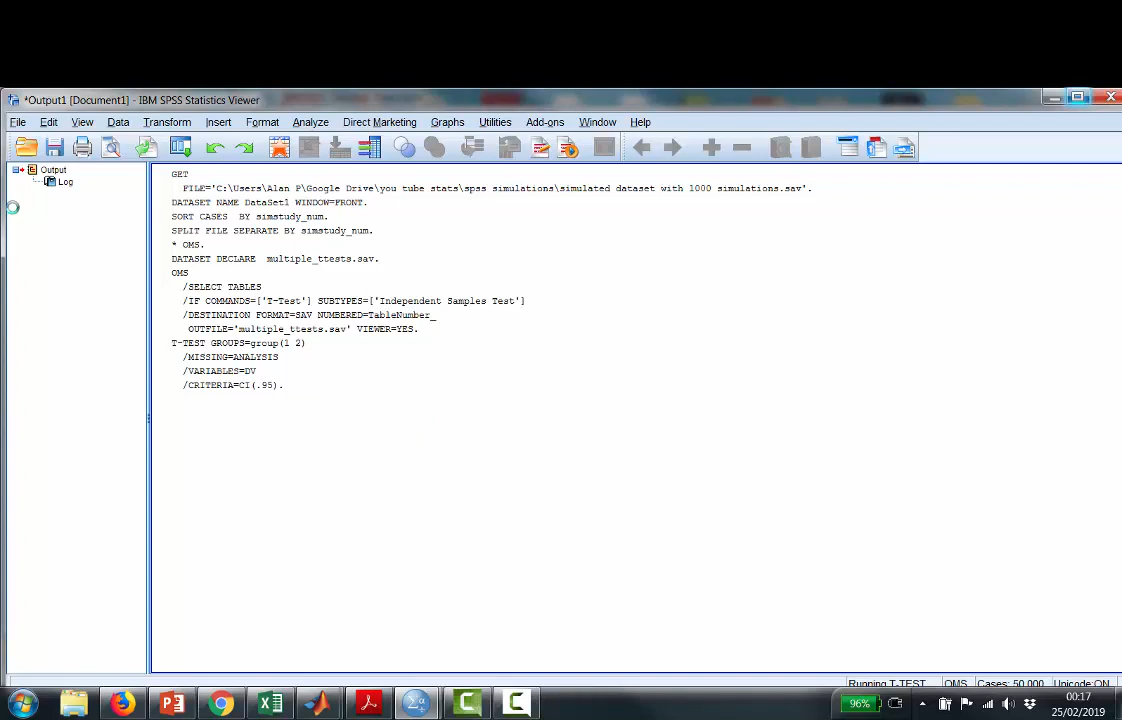 *Output1 [Document1] - IBM SPSS Statistics Viewer
File Edit View Data Transform Insert Format Analyze Direct Marketing Graphs Utilities Add-ons Window Help
Output
Log
GET
FILE='C:\Users\Alan P\Google Drive\you tube stats\spss simulations\simulated dataset with 1000 simulations.sav'.
DATASET NAME DataSet1 WINDOW=FRONT.
SORT CASES  BY simstudy_num.
SPLIT FILE SEPARATE BY simstudy_num.
* OMS.
DATASET DECLARE  multiple_ttests.sav.
OMS
/SELECT TABLES
/IF COMMANDS=['T-Test'] SUBTYPES=['Independent Samples Test']
/DESTINATION FORMAT=SAV NUMBERED=TableNumber_
OUTFILE='multiple_ttests.sav' VIEWER=YES.
T-TEST GROUPS=group(1 2)
/MISSING=ANALYSIS
/VARIABLES=DV
/CRITERIA=CI(.95).
Running T-TEST... OMS Cases: 50,000 Unicode:ON
96%
00:17
25/02/2019